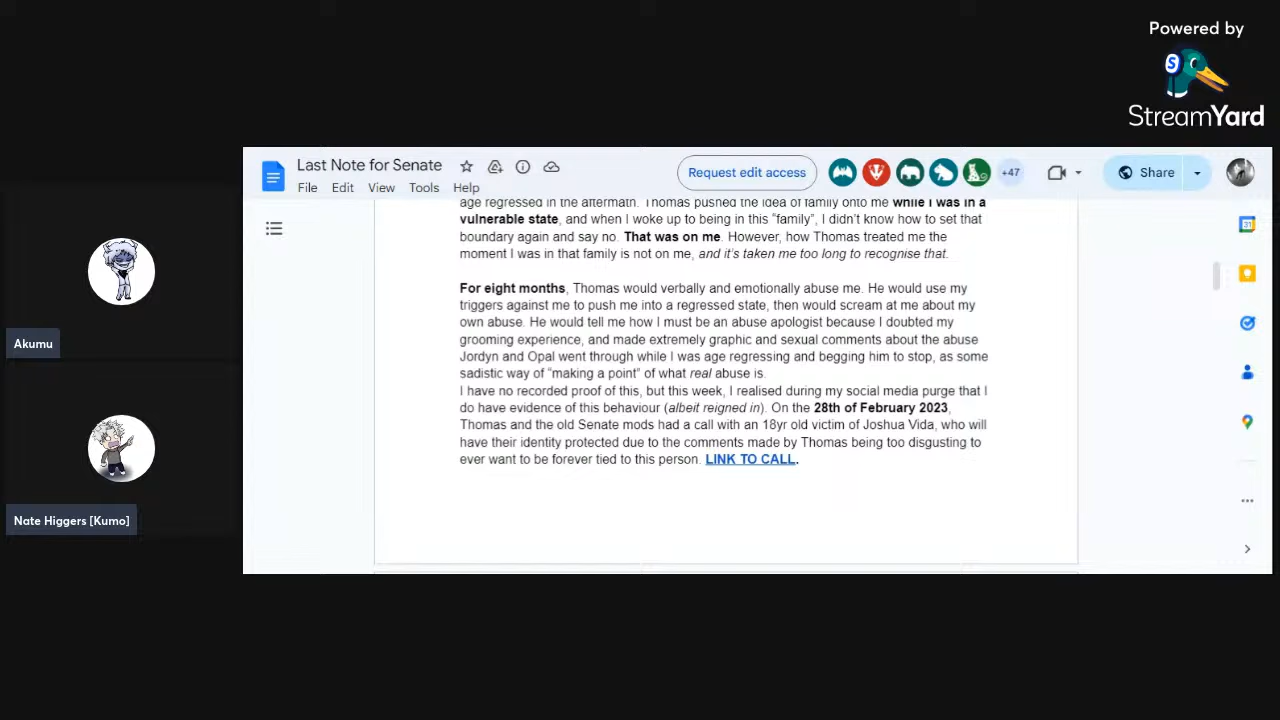 Powered by
StreamYard
Last Note for Senate
Request edit access
+47
Share
File Edit View Tools Help
age regressed in the aftermath. Thomas pushed the idea of family onto me while I was in a
vulnerable state, and when I woke up to being in this “family”, I didn’t know how to set that
boundary again and say no. That was on me. However, how Thomas treated me the
moment I was in that family is not on me, and it’s taken me too long to recognise that.
For eight months, Thomas would verbally and emotionally abuse me. He would use my
triggers against me to push me into a regressed state, then would scream at me about my
own abuse. He would tell me how I must be an abuse apologist because I doubted my
grooming experience, and made extremely graphic and sexual comments about the abuse
Jordyn and Opal went through while I was age regressing and begging him to stop, as some
sadistic way of “making a point” of what real abuse is.
I have no recorded proof of this, but this week, I realised during my social media purge that I
do have evidence of this behaviour (albeit reigned in). On the 28th of February 2023,
Thomas and the old Senate mods had a call with an 18yr old victim of Joshua Vida, who will
have their identity protected due to the comments made by Thomas being too disgusting to
ever want to be forever tied to this person. LINK TO CALL.
Akumu
Nate Higgers [Kumo]